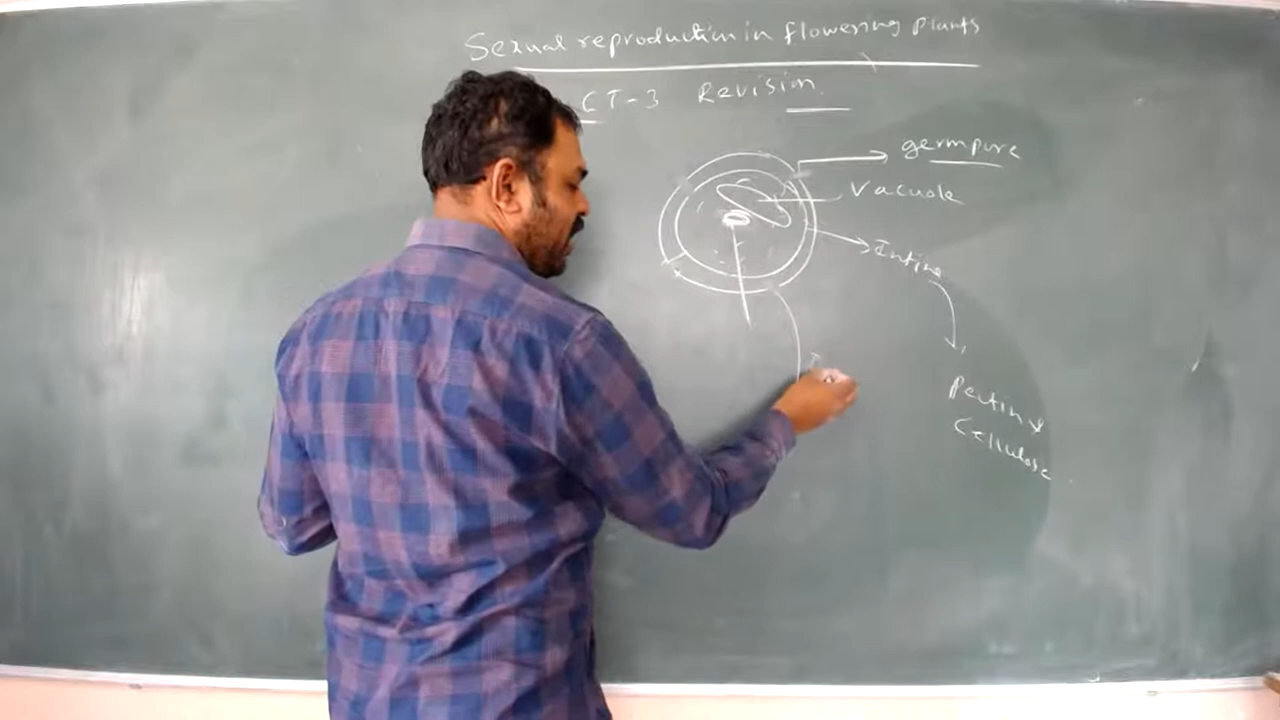 Sexual reproduction in flowering plants
CT-3 Revision
germpore
Vacuole
Intine
Pectin &
Cellulose